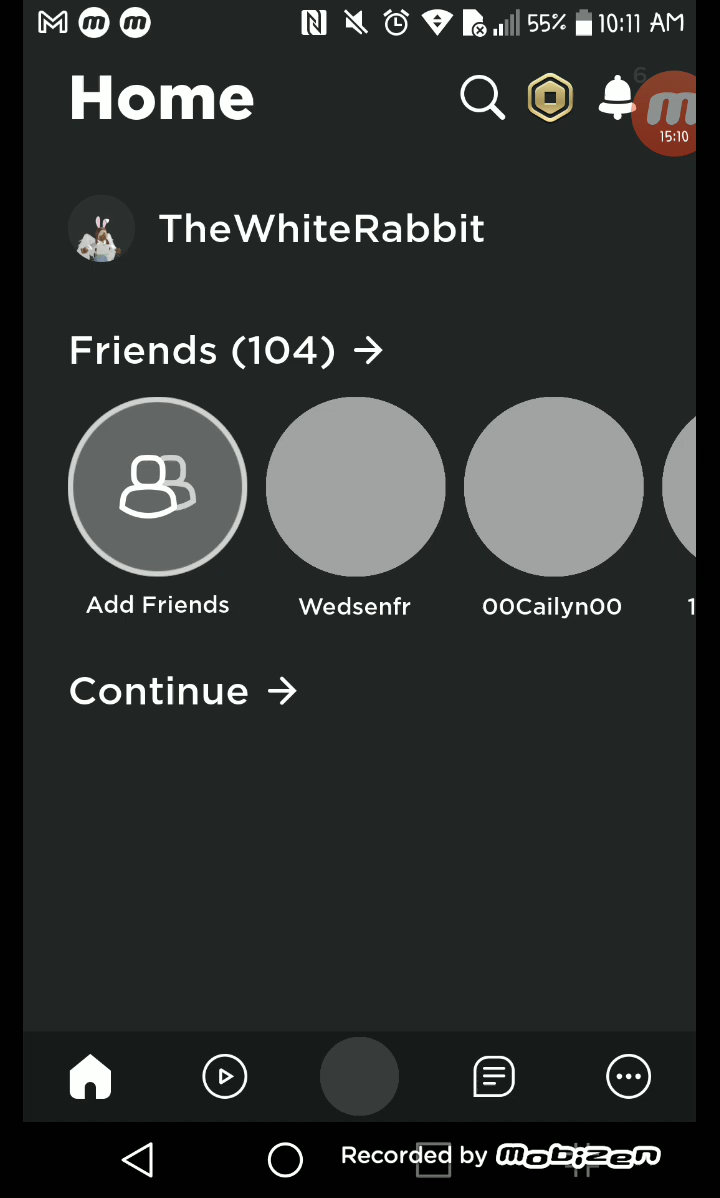 55% 10:11 AM
Home
6
15:10
TheWhiteRabbit
Friends (104)
Add Friends
Wedsenfr
00Cailyn00
1
Continue
Recorded by mobizen